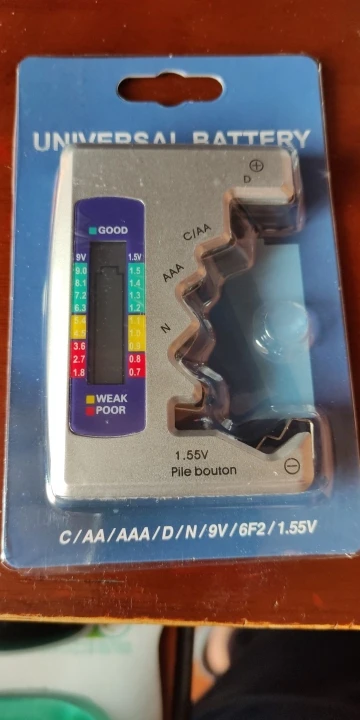 UNIVERSAL BATTERY
D
C/AA
AAA
N
GOOD
9V 1.5V
9.0 1.5
8.1 1.4
7.2 1.3
6.3 1.2
3.6
2.7 0.8
1.8 0.7
WEAK
POOR
1.55V
Pile bouton
C/AA/AAA/D/N/9V/6F2/1.55V